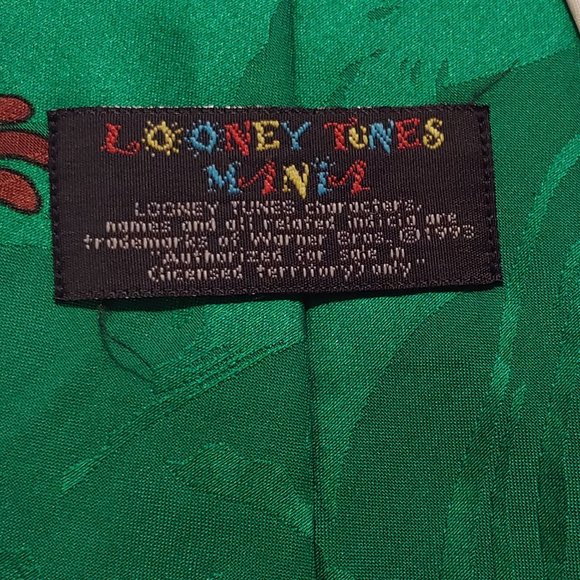 LOONEY TUNES
MANIA
LOONEY TUNES characters,
names and all related indicia are
trademarks of Warner Bros. © 1993
Authorized for sale in
licensed territory) only..